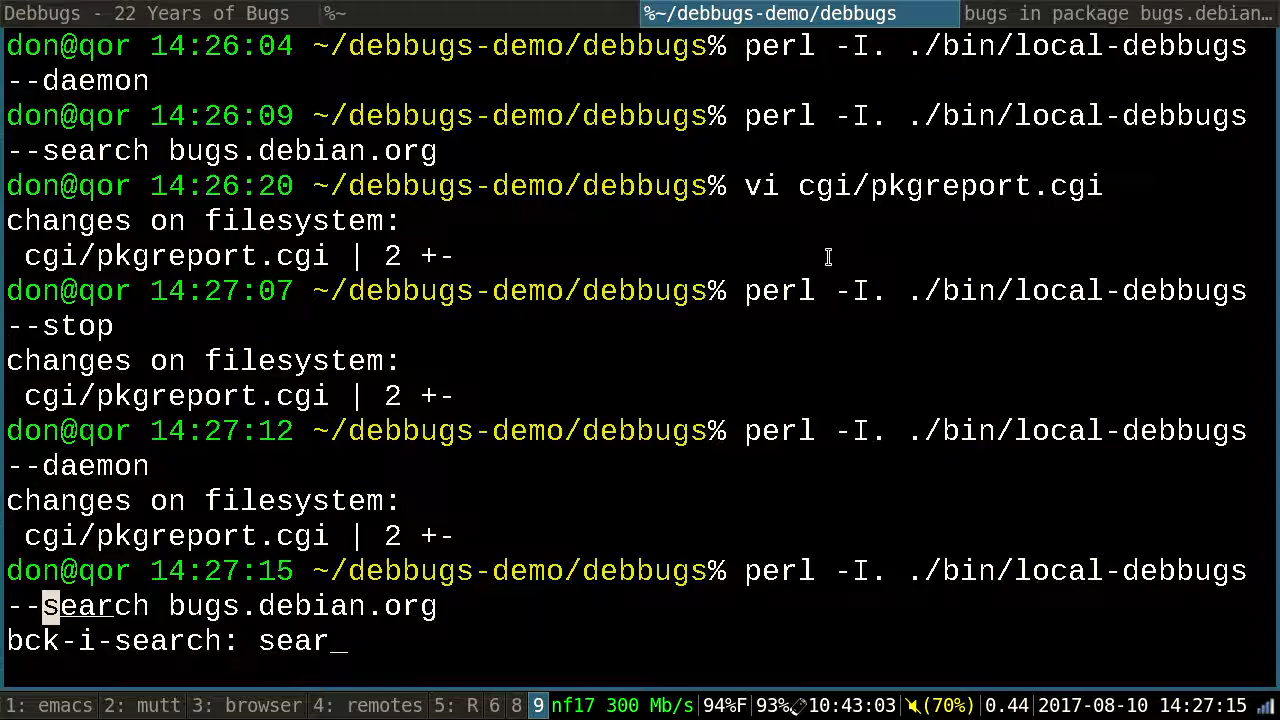 Debbugs - 22 Years of Bugs %~ %~/debbugs-demo/debbugs bugs in package bugs.debian…
don@qor 14:26:04 ~/debbugs-demo/debbugs% perl -I. ./bin/local-debbugs
--daemon
don@qor 14:26:09 ~/debbugs-demo/debbugs% perl -I. ./bin/local-debbugs
--search bugs.debian.org
don@qor 14:26:20 ~/debbugs-demo/debbugs% vi cgi/pkgreport.cgi
changes on filesystem:
cgi/pkgreport.cgi | 2 +-
don@qor 14:27:07 ~/debbugs-demo/debbugs% perl -I. ./bin/local-debbugs
--stop
changes on filesystem:
cgi/pkgreport.cgi | 2 +-
don@qor 14:27:12 ~/debbugs-demo/debbugs% perl -I. ./bin/local-debbugs
--daemon
changes on filesystem:
cgi/pkgreport.cgi | 2 +-
don@qor 14:27:15 ~/debbugs-demo/debbugs% perl -I. ./bin/local-debbugs
--search bugs.debian.org
bck-i-search: sear_
1: emacs 2: mutt 3: browser 4: remotes 5: R 6 8 9 nf17 300 Mb/s 94%F 93% 10:43:03 (70%) 0.44 2017-08-10 14:27:15